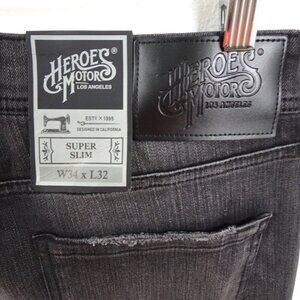 HEROES®
MOTORS
LOS ANGELES
ESTD X 1995
DESIGNED IN CALIFORNIA
SUPER
SLIM
W34 x L32
HEROES
MOTORS
LOS ANGELES